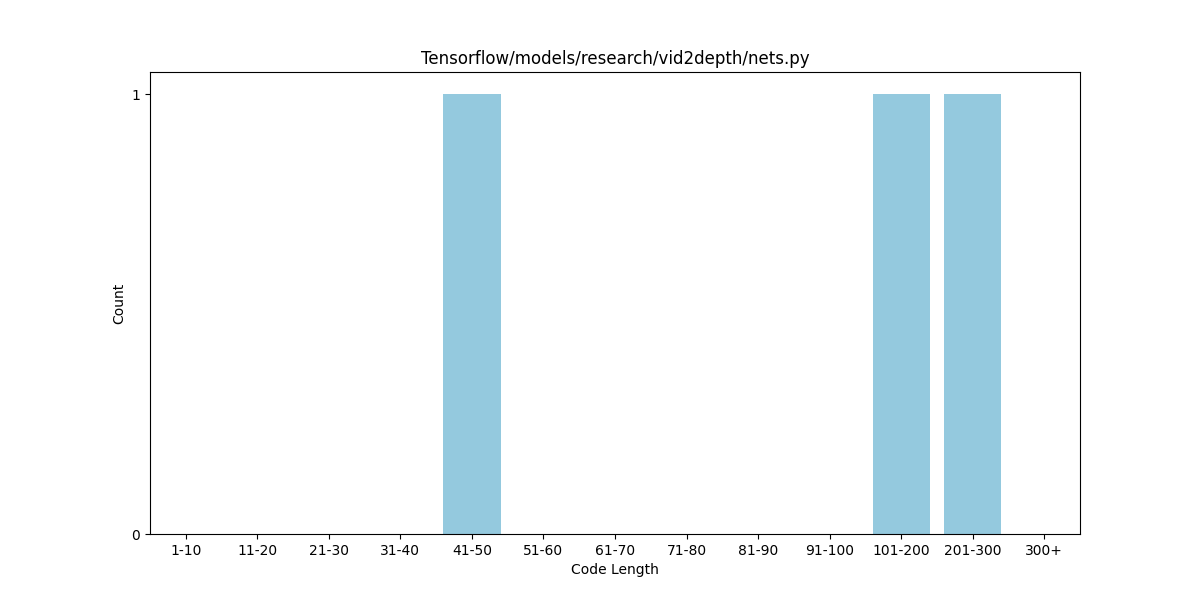 Tensorflow/models/research/vid2depth/nets.py
Count
1
0
1-10 11-20 21-30 31-40 41-50 51-60 61-70 71-80 81-90 91-100 101-200 201-300 300+
Code Length